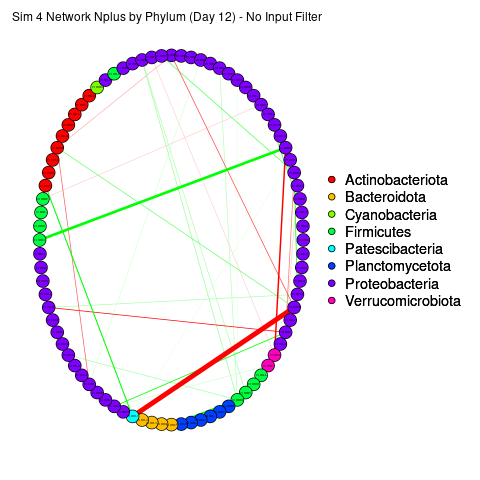 Sim 4 Network Nplus by Phylum (Day 12) - No Input Filter
Actinobacteriota
Bacteroidota
Cyanobacteria
Firmicutes
Patescibacteria
Planctomycetota
Proteobacteria
Verrucomicrobiota